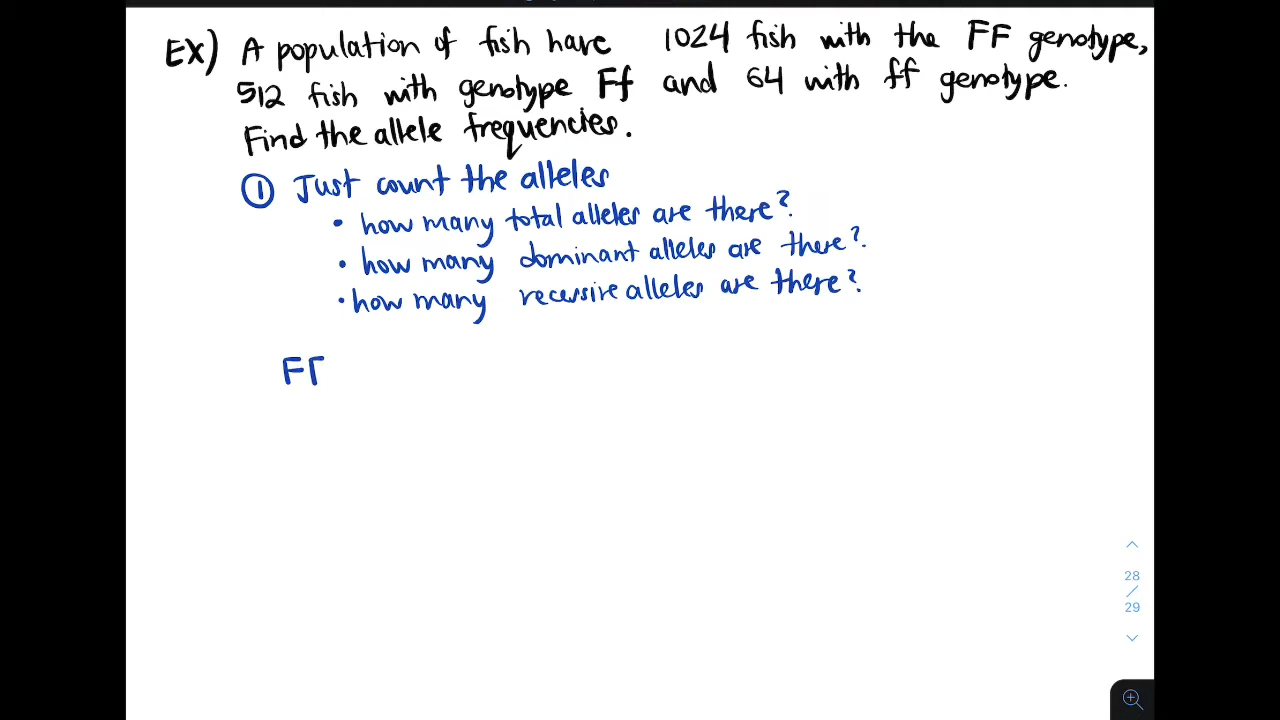 EX) A population of fish have 1024 fish with the FF genotype,
512 fish with genotype Ff and 64 with ff genotype.
Find the allele frequencies.
① Just count the alleles
• how many total alleles are there?
• how many dominant alleles are there?
• how many recessive alleles are there?
FΓ
28
/
29